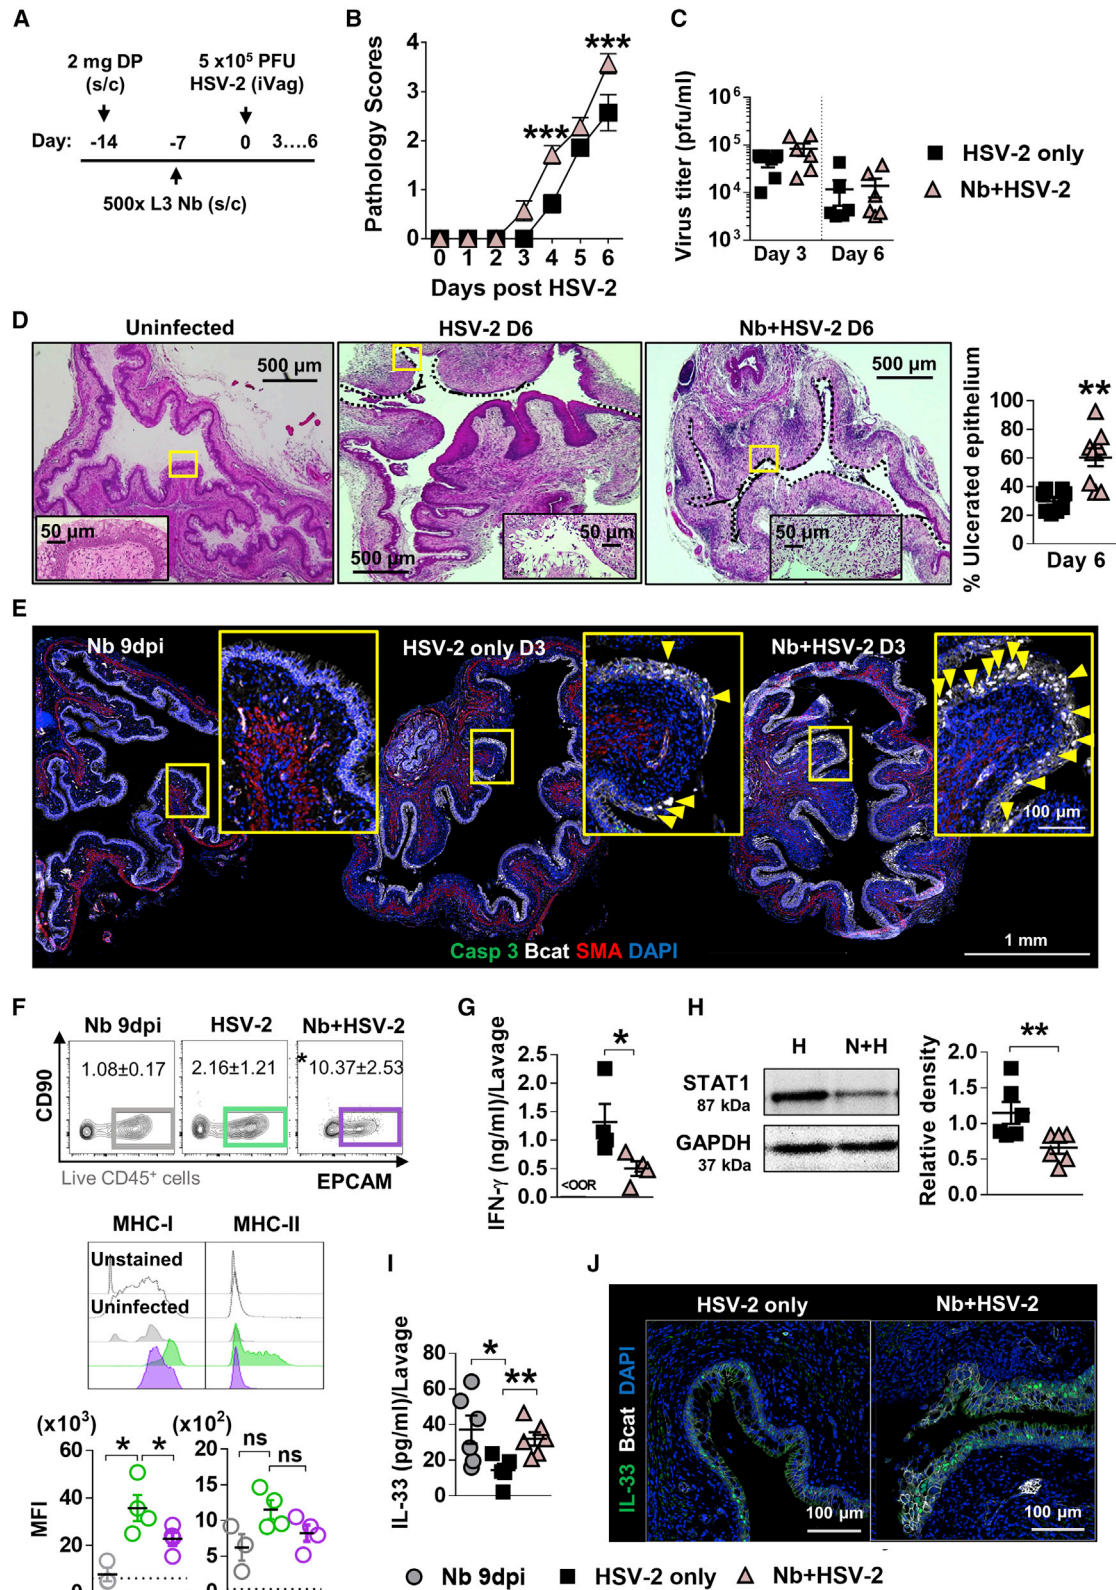 A
2 mg DP
(s/c)
5 x10⁵ PFU
HSV-2 (iVag)
Day: -14 -7 0 3....6
500x L3 Nb (s/c)
B
Pathology Scores
4
3
2
1
0
***
***
0 1 2 3 4 5 6
Days post HSV-2
C
Virus titer (pfu/ml)
10⁶
10⁵
10⁴
10³
Day 3 Day 6
HSV-2 only
Nb+HSV-2
D
Uninfected
500 µm
50 µm
HSV-2 D6
500 µm
50 µm
Nb+HSV-2 D6
500 µm
50 µm
% Ulcerated epithelium
100
80
60
40
20
0
**
Day 6
E
Nb 9dpi
HSV-2 only D3
Nb+HSV-2 D3
100 µm
Casp 3 Bcat SMA DAPI
1 mm
F
Nb 9dpi HSV-2 Nb+HSV-2
CD90
1.08±0.17
2.16±1.21
*10.37±2.53
Live CD45⁺ cells
EPCAM
MHC-I MHC-II
Unstained
Uninfected
(x10³)
MFI
60
40
20
0
* *
(x10²)
20
15
10
5
0
ns
ns
G
IFN-γ (ng/ml)/Lavage
2.5
2.0
1.5
1.0
0.5
0.0
*
<OOR
H
H N+H
STAT1
87 kDa
GAPDH
37 kDa
Relative density
2.0
1.5
1.0
0.5
0.0
**
I
IL-33 (pg/ml)/Lavage
80
60
40
20
0
*
**
J
HSV-2 only
Nb+HSV-2
IL-33 Bcat DAPI
100 µm
100 µm
Nb 9dpi HSV-2 only Nb+HSV-2